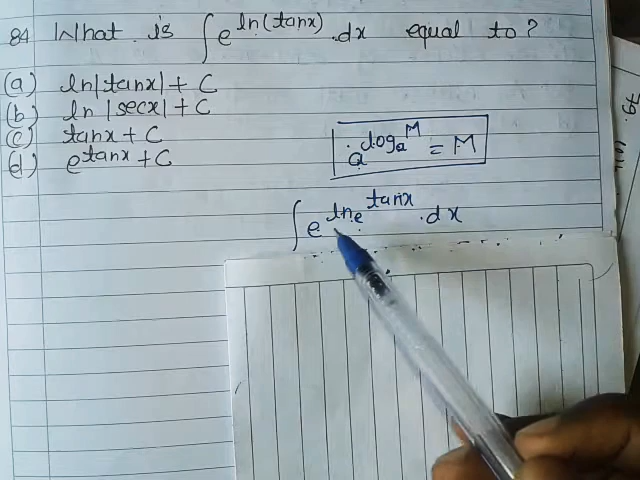 84 What is ∫e^ln(tanx) .dx equal to?
(a) ln|tanx| + C
(b) ln |secx| + C
(c) tanx + C
(d) e^tanx + C
a^log_a^M = M
∫e^ln_e^tanx .dx